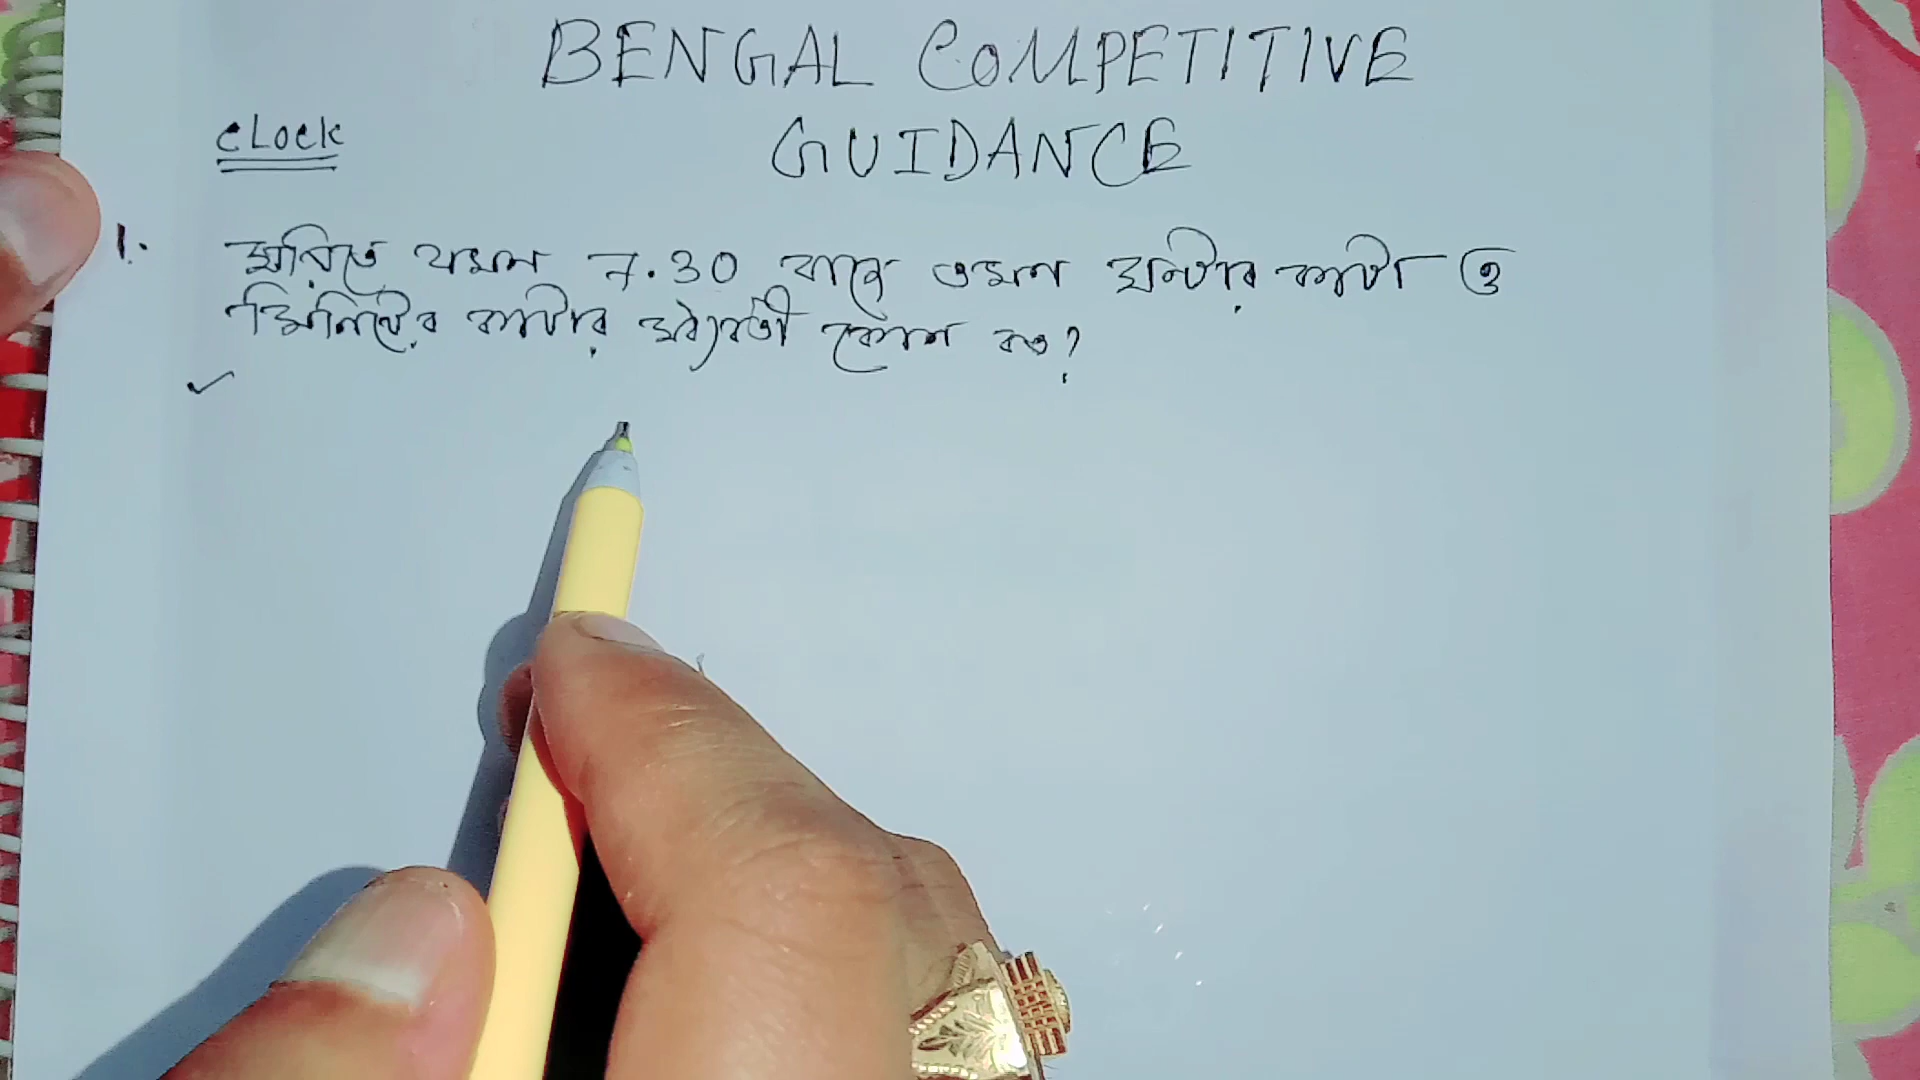 BENGAL COMPETITIVE
GUIDANCE
cLock
1. ঘড়িতে যখন 7.30 বাজে তখন ঘন্টার কাটা ও
মিনিটের কাটার মধ্যবর্তী কোণ কত?